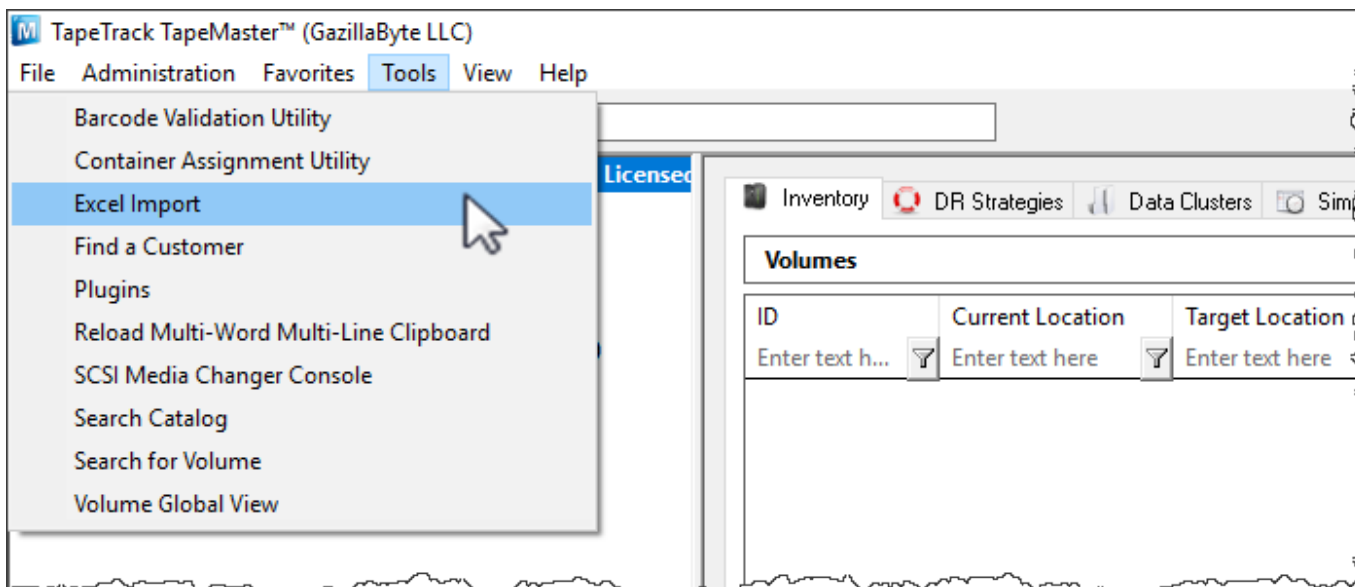 TapeTrack TapeMaster™ (GazillaByte LLC)
File Administration Favorites Tools View Help
Barcode Validation Utility
Container Assignment Utility
Excel Import
Find a Customer
Plugins
Reload Multi-Word Multi-Line Clipboard
SCSI Media Changer Console
Search Catalog
Search for Volume
Volume Global View
Licensed
Inventory DR Strategies Data Clusters
Volumes
ID Current Location Target Location
Enter text h... Enter text here Enter text here